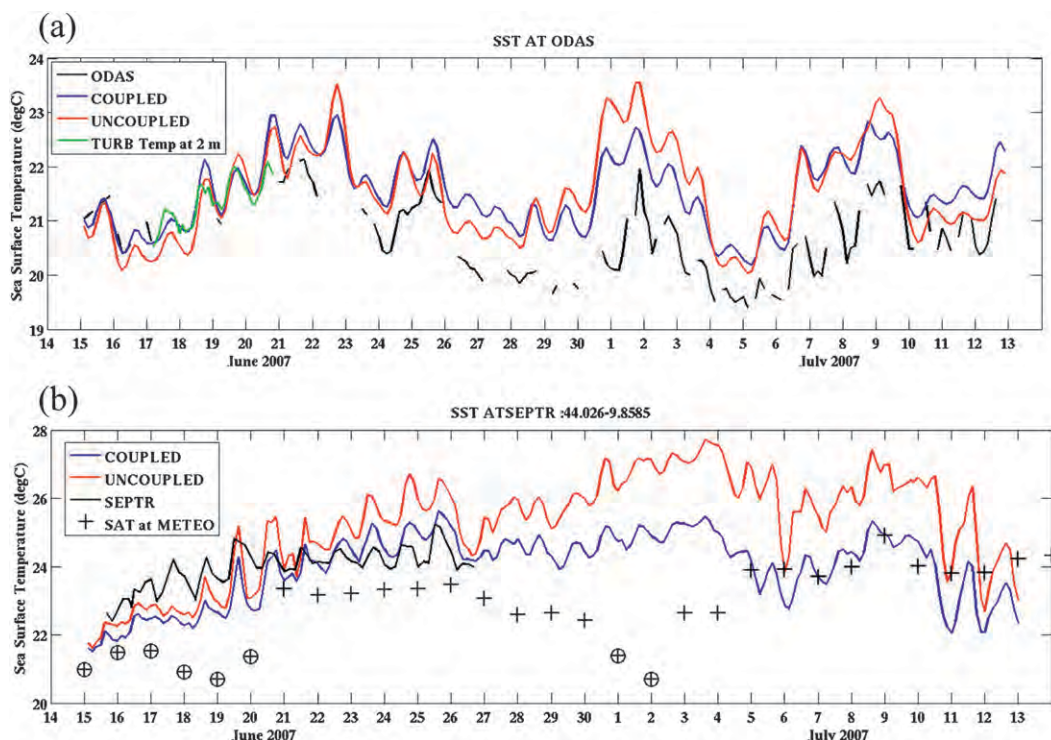 (a)
SST AT ODAS
24
23
22
21
20
19
Sea Surface Temperature (degC)
ODAS
COUPLED
UNCOUPLED
TURB Temp at 2 m
14 15 16 17 18 19 20 21 22 23 24 25 26 27 28 29 30 1 2 3 4 5 6 7 8 9 10 11 12 13
June 2007 July 2007
(b)
SST ATSEPTR :44.026-9.8585
28
26
24
22
20
Sea Surface Temperature (degC)
COUPLED
UNCOUPLED
SEPTR
SAT at METEO
14 15 16 17 18 19 20 21 22 23 24 25 26 27 28 29 30 1 2 3 4 5 6 7 8 9 10 11 12 13
June 2007 July 2007